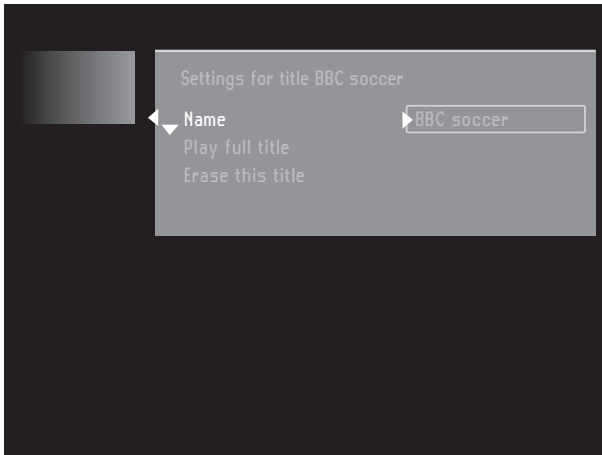 Settings for title BBC soccer
Name BBC soccer
Play full title
Erase this title